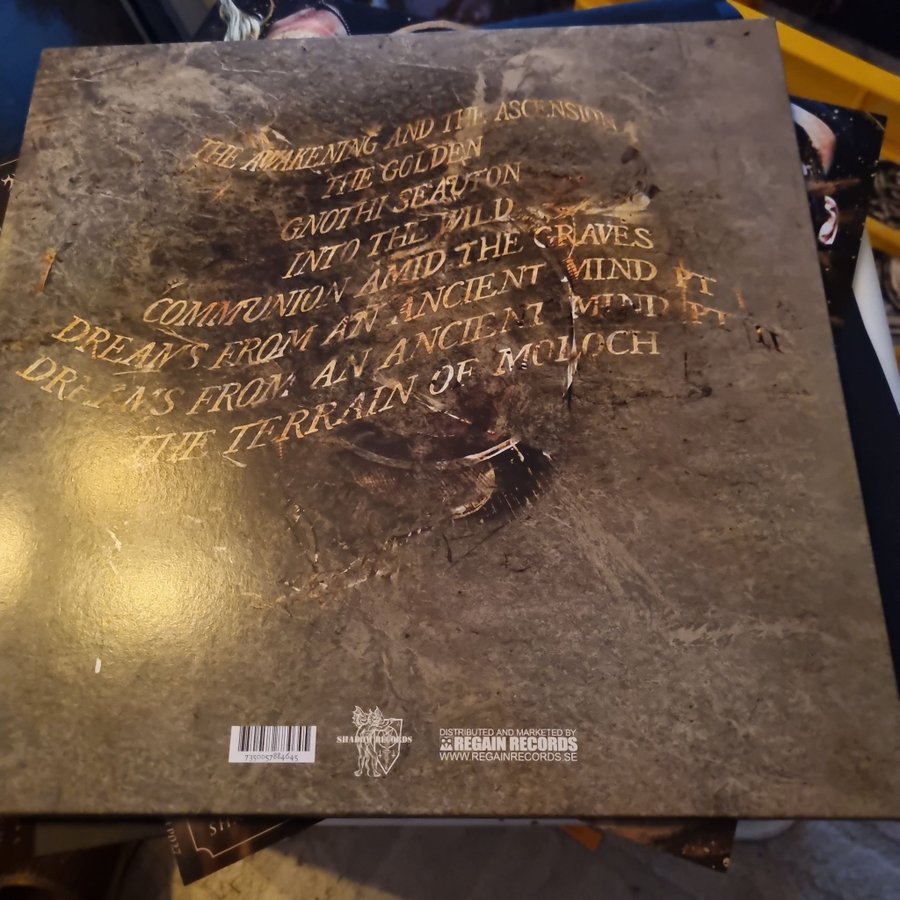 THE AWAKENING AND THE ASCENSION
THE GOLDEN
GNOTHI SEAUTON
INTO THE WILD
COMMUNION AMID THE GRAVES
DREAMS FROM AN ANCIENT MIND PT I
DREAMS FROM AN ANCIENT MIND PT II
THE TERRAIN OF MOLOCH
7350057884645
SHADOW RECORDS
DISTRIBUTED AND MARKETED BY
REGAIN RECORDS
WWW.REGAINRECORDS.SE